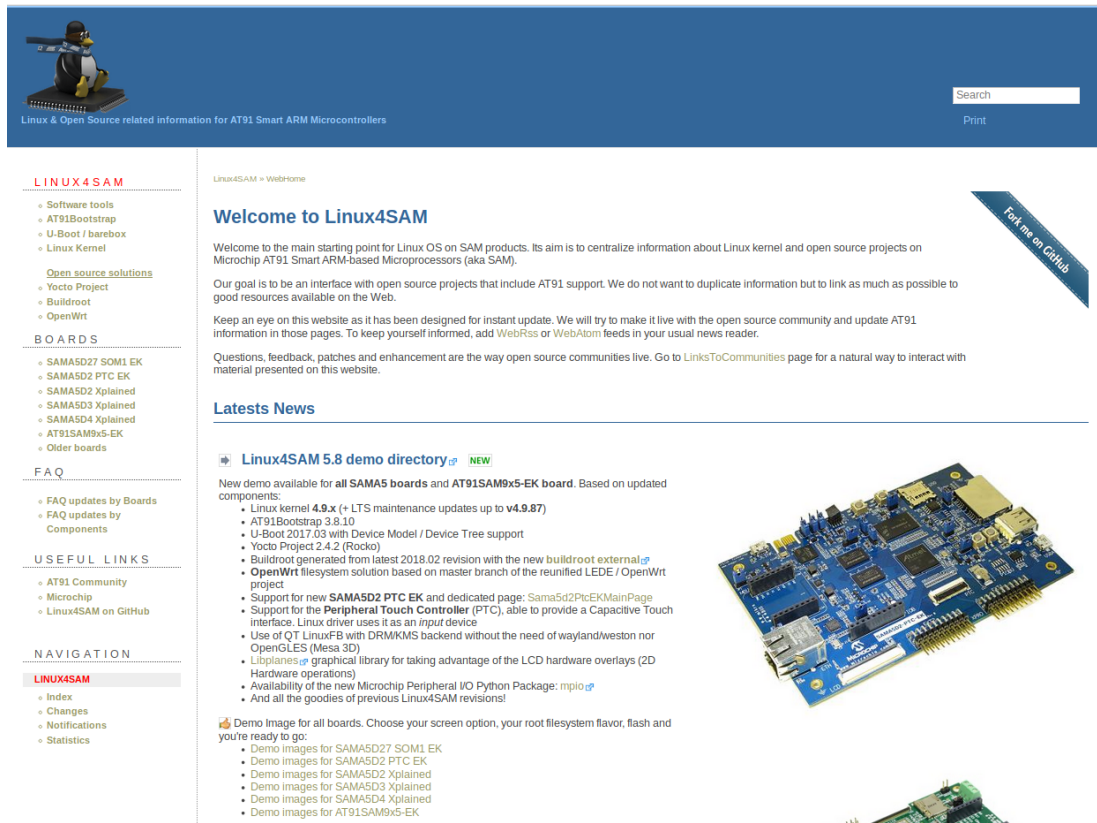 Linux & Open Source related information for AT91 Smart ARM Microcontrollers
Search
Print
LINUX4SAM
Software tools
AT91Bootstrap
U-Boot / barebox
Linux Kernel
Open source solutions
Yocto Project
Buildroot
OpenWrt
BOARDS
SAMA5D27 SOM1 EK
SAMA5D2 PTC EK
SAMA5D2 Xplained
SAMA5D3 Xplained
SAMA5D4 Xplained
AT91SAM9x5-EK
Older boards
FAQ
FAQ updates by Boards
FAQ updates by
Components
USEFUL LINKS
AT91 Community
Microchip
Linux4SAM on GitHub
NAVIGATION
LINUX4SAM
Index
Changes
Notifications
Statistics
Linux4SAM » WebHome
Fork me on GitHub
Welcome to Linux4SAM
Welcome to the main starting point for Linux OS on SAM products. Its aim is to centralize information about Linux kernel and open source projects on
Microchip AT91 Smart ARM-based Microprocessors (aka SAM).
Our goal is to be an interface with open source projects that include AT91 support. We do not want to duplicate information but to link as much as possible to
good resources available on the Web.
Keep an eye on this website as it has been designed for instant update. We will try to make it live with the open source community and update AT91
information in those pages. To keep yourself informed, add WebRss or WebAtom feeds in your usual news reader.
Questions, feedback, patches and enhancement are the way open source communities live. Go to LinksToCommunities page for a natural way to interact with
material presented on this website.
Latests News
Linux4SAM 5.8 demo directory NEW
New demo available for all SAMA5 boards and AT91SAM9x5-EK board. Based on updated
components:
Linux kernel 4.9.x (+ LTS maintenance updates up to v4.9.87)
AT91Bootstrap 3.8.10
U-Boot 2017.03 with Device Model / Device Tree support
Yocto Project 2.4.2 (Rocko)
Buildroot generated from latest 2018.02 revision with the new buildroot external
OpenWrt filesystem solution based on master branch of the reunified LEDE / OpenWrt
project
Support for new SAMA5D2 PTC EK and dedicated page: Sama5d2PtcEKMainPage
Support for the Peripheral Touch Controller (PTC), able to provide a Capacitive Touch
interface. Linux driver uses it as an input device
Use of QT LinuxFB with DRM/KMS backend without the need of wayland/weston nor
OpenGLES (Mesa 3D)
Libplanes graphical library for taking advantage of the LCD hardware overlays (2D
Hardware operations)
Availability of the new Microchip Peripheral I/O Python Package: mpio
And all the goodies of previous Linux4SAM revisions!
Demo Image for all boards. Choose your screen option, your root filesystem flavor, flash and
you're ready to go:
Demo images for SAMA5D27 SOM1 EK
Demo images for SAMA5D2 PTC EK
Demo images for SAMA5D2 Xplained
Demo images for SAMA5D3 Xplained
Demo images for SAMA5D4 Xplained
Demo images for AT91SAM9x5-EK
SAMA5D2-PTC-EK
MICROCHIP
LCD
ETH